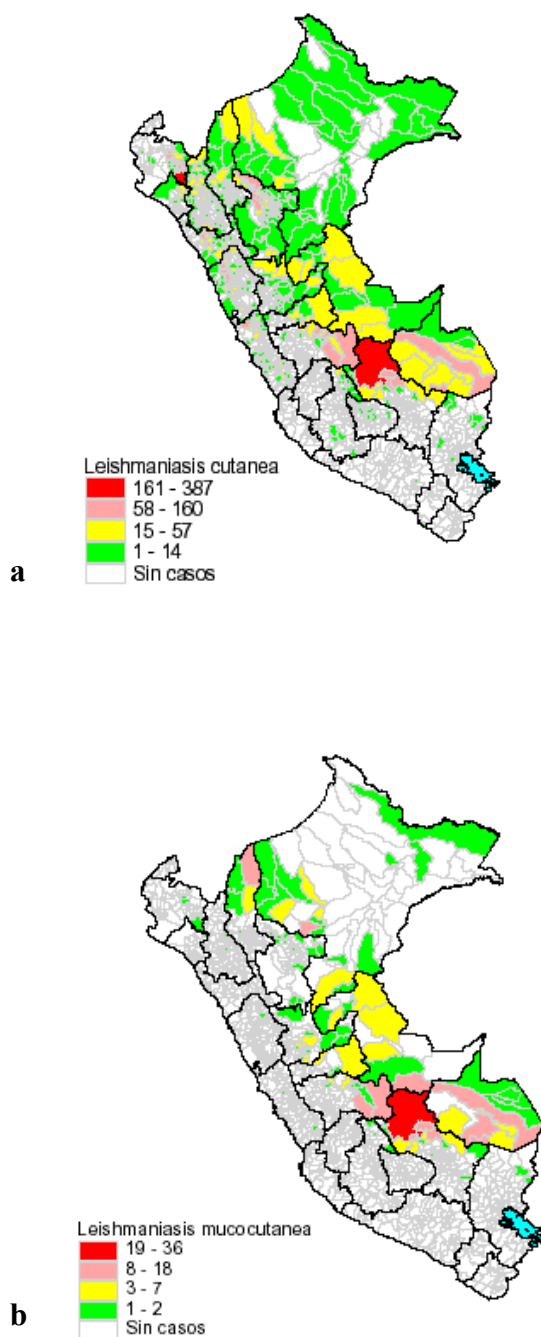 Leishmaniasis cutanea
161 - 387
58 - 160
15 - 57
1 - 14
Sin casos
a
Leishmaniasis mucocutanea
19 - 36
8 - 18
3 - 7
1 - 2
Sin casos
b